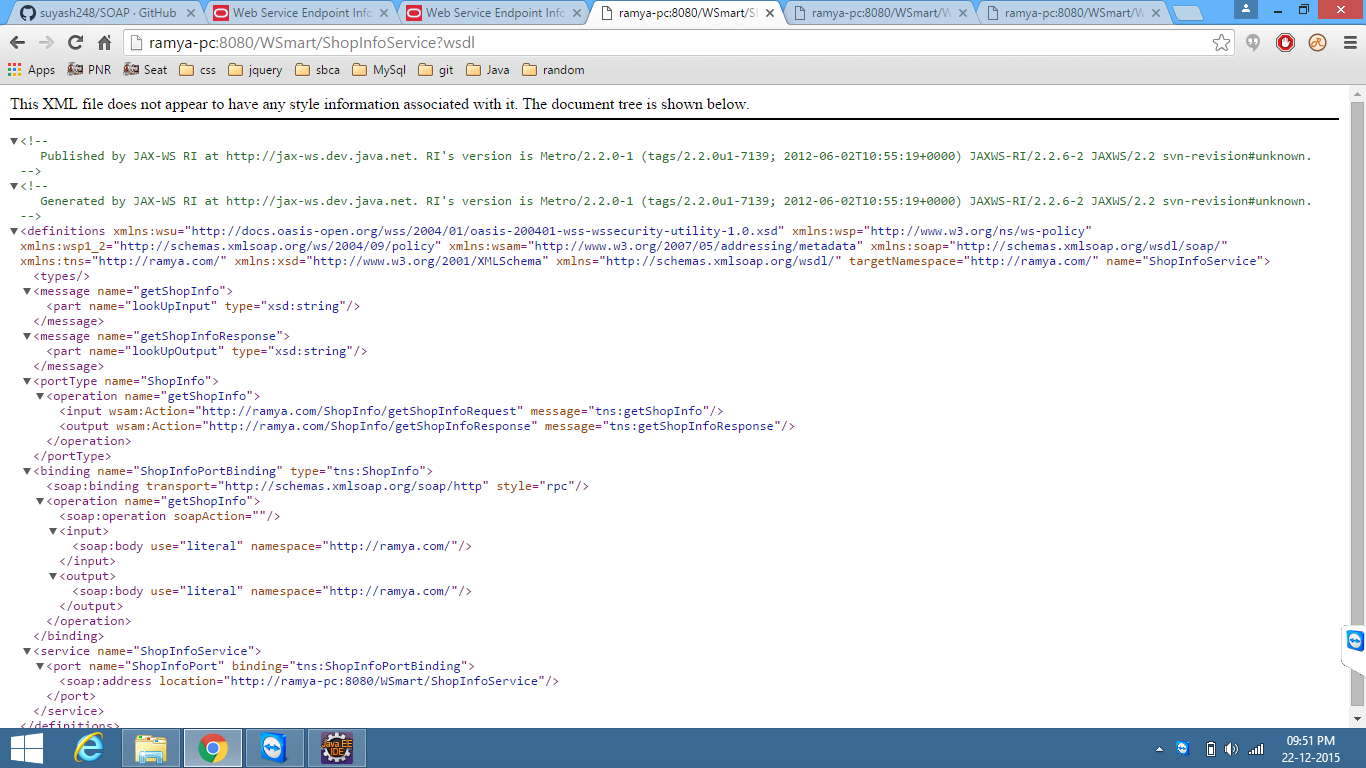 suyash248/SOAP · GitHub
Web Service Endpoint Info
Web Service Endpoint Info
ramya-pc:8080/WSmart/S
ramya-pc:8080/WSmart/W
ramya-pc:8080/WSmart/W
ramya-pc:8080/WSmart/ShopInfoService?wsdl
Apps PNR Seat css jquery sbca MySql git Java random
This XML file does not appear to have any style information associated with it. The document tree is shown below.
▼<!--
Published by JAX-WS RI at http://jax-ws.dev.java.net. RI's version is Metro/2.2.0-1 (tags/2.2.0u1-7139; 2012-06-02T10:55:19+0000) JAXWS-RI/2.2.6-2 JAXWS/2.2 svn-revision#unknown.
-->
▼<!--
Generated by JAX-WS RI at http://jax-ws.dev.java.net. RI's version is Metro/2.2.0-1 (tags/2.2.0u1-7139; 2012-06-02T10:55:19+0000) JAXWS-RI/2.2.6-2 JAXWS/2.2 svn-revision#unknown.
-->
▼<definitions xmlns:wsu="http://docs.oasis-open.org/wss/2004/01/oasis-200401-wss-wssecurity-utility-1.0.xsd" xmlns:wsp="http://www.w3.org/ns/ws-policy"
xmlns:wsp1_2="http://schemas.xmlsoap.org/ws/2004/09/policy" xmlns:wsam="http://www.w3.org/2007/05/addressing/metadata" xmlns:soap="http://schemas.xmlsoap.org/wsdl/soap/"
xmlns:tns="http://ramya.com/" xmlns:xsd="http://www.w3.org/2001/XMLSchema" xmlns="http://schemas.xmlsoap.org/wsdl/" targetNamespace="http://ramya.com/" name="ShopInfoService">
<types/>
▼<message name="getShopInfo">
<part name="lookUpInput" type="xsd:string"/>
</message>
▼<message name="getShopInfoResponse">
<part name="lookUpOutput" type="xsd:string"/>
</message>
▼<portType name="ShopInfo">
▼<operation name="getShopInfo">
<input wsam:Action="http://ramya.com/ShopInfo/getShopInfoRequest" message="tns:getShopInfo"/>
<output wsam:Action="http://ramya.com/ShopInfo/getShopInfoResponse" message="tns:getShopInfoResponse"/>
</operation>
</portType>
▼<binding name="ShopInfoPortBinding" type="tns:ShopInfo">
<soap:binding transport="http://schemas.xmlsoap.org/soap/http" style="rpc"/>
▼<operation name="getShopInfo">
<soap:operation soapAction=""/>
▼<input>
<soap:body use="literal" namespace="http://ramya.com/"/>
</input>
▼<output>
<soap:body use="literal" namespace="http://ramya.com/"/>
</output>
</operation>
</binding>
▼<service name="ShopInfoService">
▼<port name="ShopInfoPort" binding="tns:ShopInfoPortBinding">
<soap:address location="http://ramya-pc:8080/WSmart/ShopInfoService"/>
</port>
</service>
</definitions>
Java EE
IDE
09:51 PM
22-12-2015